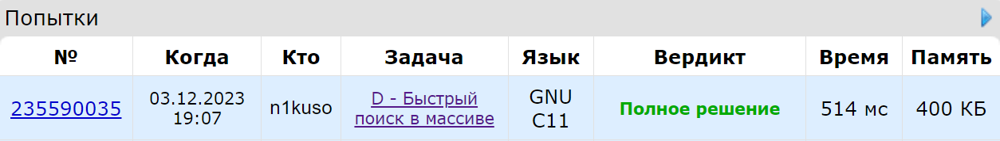 Попытки
№ Когда Кто Задача Язык Вердикт Время Память
235590035 03.12.2023 19:07 n1kuso D - Быстрый поиск в массиве GNU C11 Полное решение 514 мс 400 КБ